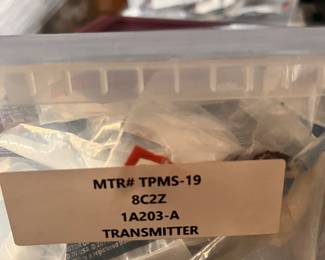 MTR# TPMS-19
8C2Z
1A203-A
TRANSMITTER